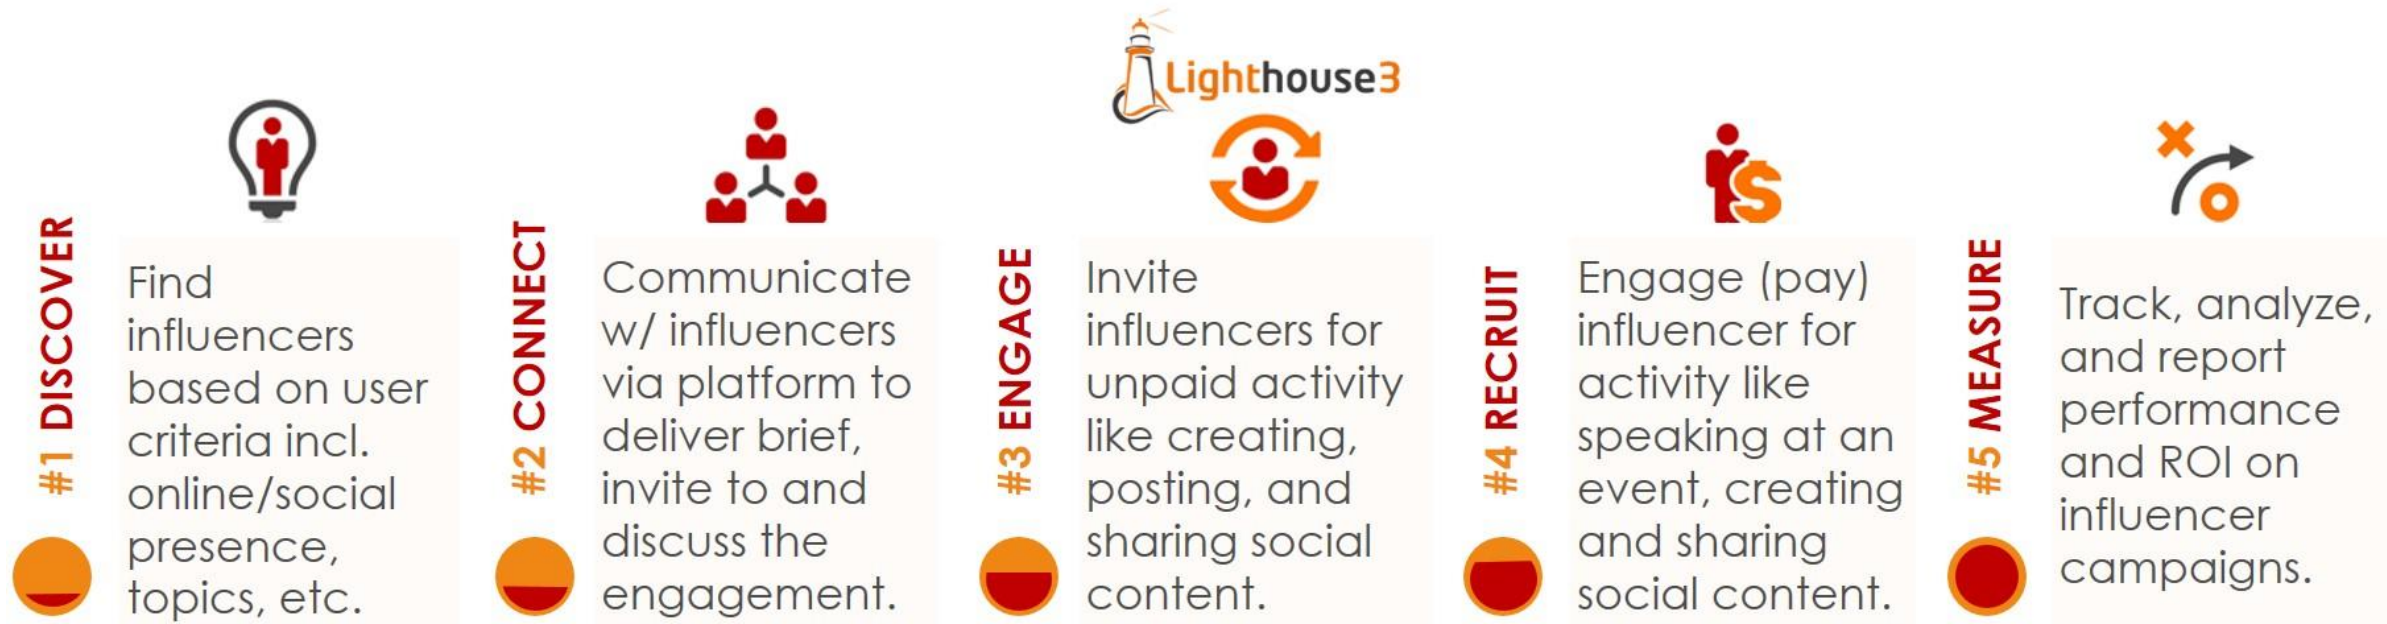 Lighthouse3
#1 DISCOVER
Find
influencers
based on user
criteria incl.
online/social
presence,
topics, etc.
#2 CONNECT
Communicate
w/ influencers
via platform to
deliver brief,
invite to and
discuss the
engagement.
#3 ENGAGE
Invite
influencers for
unpaid activity
like creating,
posting, and
sharing social
content.
#4 RECRUIT
Engage (pay)
influencer for
activity like
speaking at an
event, creating
and sharing
social content.
#5 MEASURE
Track, analyze,
and report
performance
and ROI on
influencer
campaigns.